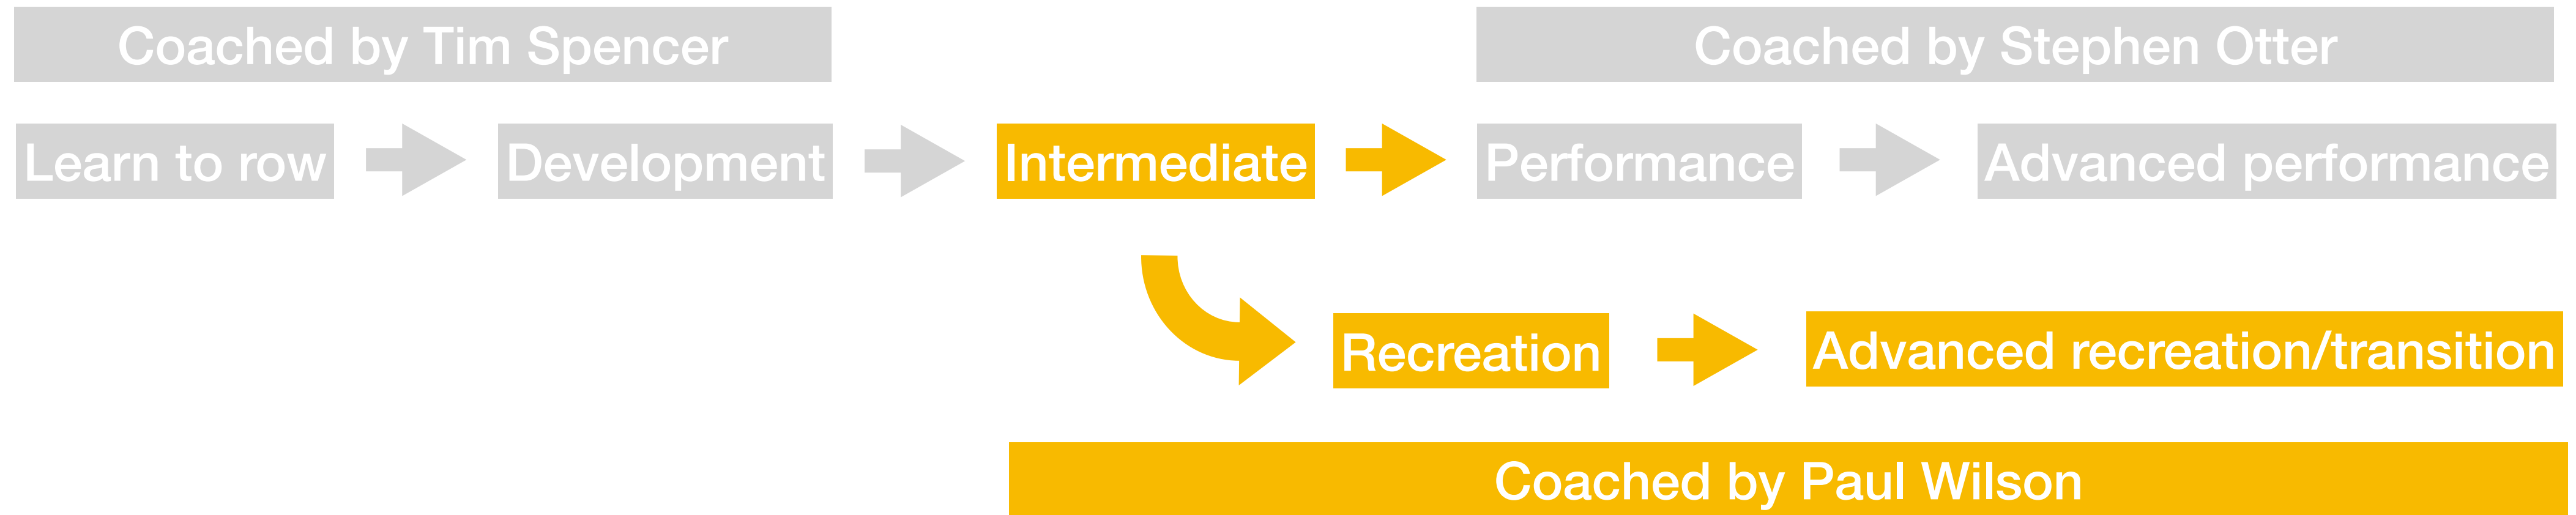 Coached by Tim Spencer
Coached by Stephen Otter
Learn to row
Development
Intermediate
Performance
Advanced performance
Recreation
Advanced recreation/transition
Coached by Paul Wilson